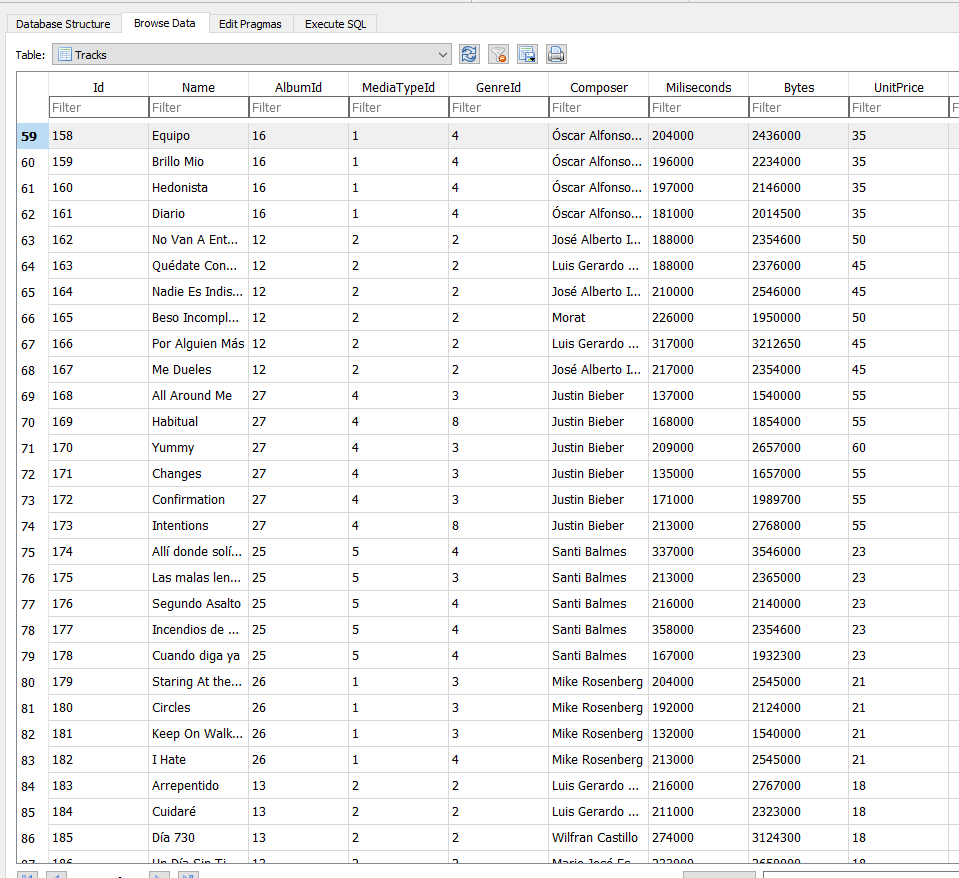 Database Structure Browse Data Edit Pragmas Execute SQL
Table: Tracks
Id Name AlbumId MediaTypeId GenreId Composer Miliseconds Bytes UnitPrice
Filter Filter Filter Filter Filter Filter Filter Filter Filter F
59 158 Equipo 16 1 4 Óscar Alfonso... 204000 2436000 35
60 159 Brillo Mio 16 1 4 Óscar Alfonso... 196000 2234000 35
61 160 Hedonista 16 1 4 Óscar Alfonso... 197000 2146000 35
62 161 Diario 16 1 4 Óscar Alfonso... 181000 2014500 35
63 162 No Van A Ent... 12 2 2 José Alberto I... 188000 2354600 50
64 163 Quédate Con... 12 2 2 Luis Gerardo ... 188000 2376000 45
65 164 Nadie Es Indis... 12 2 2 José Alberto I... 210000 2546000 45
66 165 Beso Incompl... 12 2 2 Morat 226000 1950000 50
67 166 Por Alguien Más 12 2 2 Luis Gerardo ... 317000 3212650 45
68 167 Me Dueles 12 2 2 José Alberto I... 217000 2354000 45
69 168 All Around Me 27 4 3 Justin Bieber 137000 1540000 55
70 169 Habitual 27 4 8 Justin Bieber 168000 1854000 55
71 170 Yummy 27 4 3 Justin Bieber 209000 2657000 60
72 171 Changes 27 4 3 Justin Bieber 135000 1657000 55
73 172 Confirmation 27 4 3 Justin Bieber 171000 1989700 55
74 173 Intentions 27 4 8 Justin Bieber 213000 2768000 55
75 174 Allí donde solí... 25 5 4 Santi Balmes 337000 3546000 23
76 175 Las malas len... 25 5 3 Santi Balmes 213000 2365000 23
77 176 Segundo Asalto 25 5 4 Santi Balmes 216000 2140000 23
78 177 Incendios de ... 25 5 4 Santi Balmes 358000 2354600 23
79 178 Cuando diga ya 25 5 4 Santi Balmes 167000 1932300 23
80 179 Staring At the... 26 1 3 Mike Rosenberg 204000 2545000 21
81 180 Circles 26 1 3 Mike Rosenberg 192000 2124000 21
82 181 Keep On Walk... 26 1 3 Mike Rosenberg 132000 1540000 21
83 182 I Hate 26 1 4 Mike Rosenberg 213000 2545000 21
84 183 Arrepentido 13 2 2 Luis Gerardo ... 216000 2767000 18
85 184 Cuidaré 13 2 2 Luis Gerardo ... 211000 2323000 18
86 185 Día 730 13 2 2 Wilfran Castillo 274000 3124300 18
87 186 Un Día Sin Ti 13 2 2 18